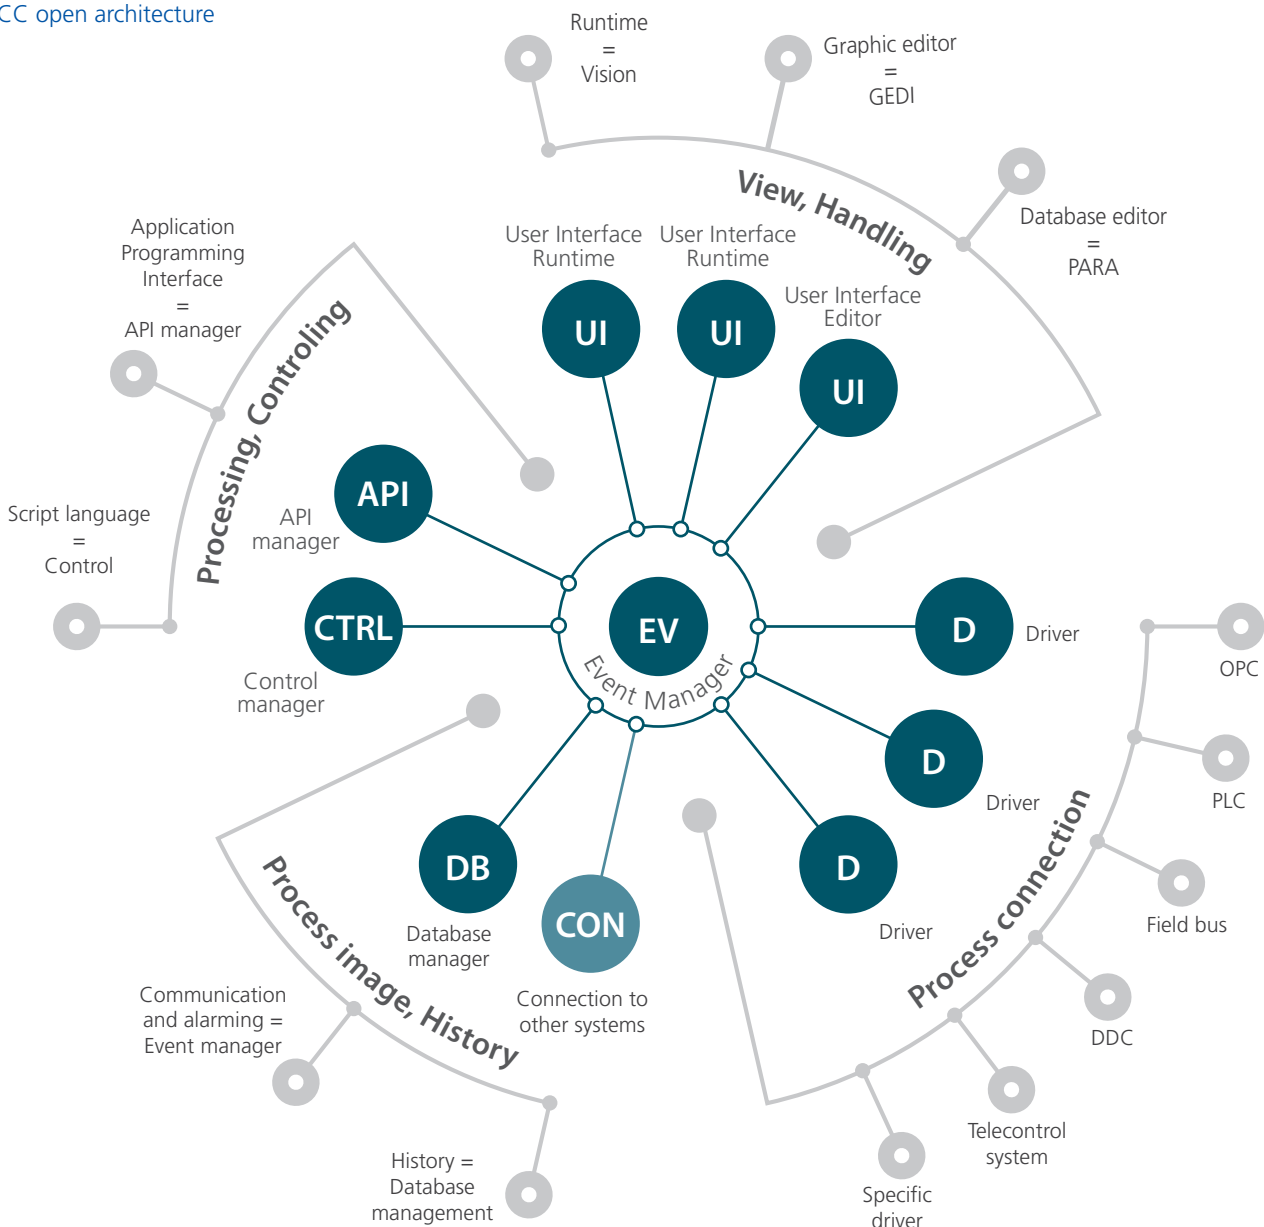 CC open architecture
Runtime
=
Vision
Graphic editor
=
GEDI
Database editor
=
PARA
View, Handling
User Interface
Runtime
User Interface
Runtime
User Interface
Editor
UI
UI
UI
Application
Programming
Interface
=
API manager
Processing, Controling
Script language
=
Control
API
API
manager
CTRL
Control
manager
EV
Event Manager
D
Driver
D
Driver
D
Driver
OPC
PLC
Field bus
DDC
Telecontrol
system
Specific
driver
Process connection
DB
Database
manager
CON
Connection to
other systems
Process image, History
Communication
and alarming =
Event manager
History =
Database
management